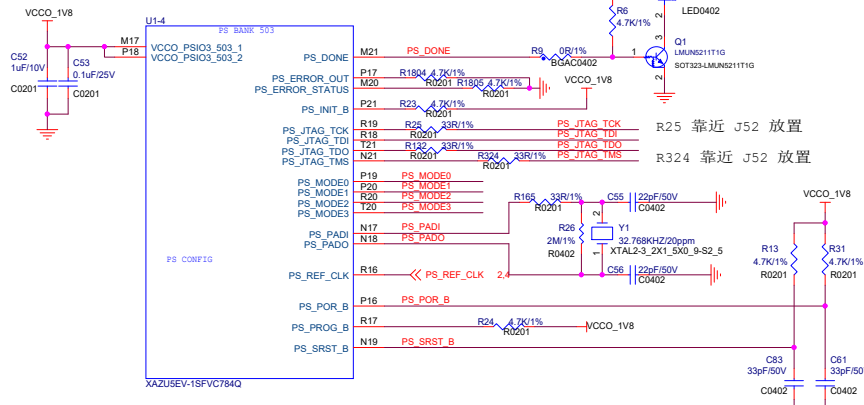 VCCO_1V8
C52
1uF/10V
C0201
C53
0.1uF/25V
C0201
U1-4
PS BANK 503
M17
P18
VCCO_PSIO3_503_1
VCCO_PSIO3_503_2
PS CONFIG
XAZU5EV-1SFVC784Q
PS_DONE
M21
PS_DONE
R9
0R/1%
BGAC0402
R6
4.7K/1%
LED0402
Q1
LMUN5211T1G
SOT323-LMUN5211T1G
3
2
1
3
2
PS_ERROR_OUT
P17
R1804
4.7K/1%
R0201
PS_ERROR_STATUS
M20
R1805
4.7K/1%
R0201
VCCO_1V8
PS_INIT_B
P21
R23
4.7K/1%
R0201
PS_JTAG_TCK
R19
R25
33R/1%
R0201
PS_JTAG_TCK
R25 靠近 J52 放置
PS_JTAG_TDI
R18
PS_JTAG_TDI
PS_JTAG_TDO
T21
R132
33R/1%
R0201
PS_JTAG_TDO
PS_JTAG_TMS
N21
R324
33R/1%
R0201
PS_JTAG_TMS
R324 靠近 J52 放置
PS_MODE0
P19
PS_MODE0
PS_MODE1
P20
PS_MODE1
PS_MODE2
R20
PS_MODE2
PS_MODE3
T20
PS_MODE3
PS_PADI
N17
PS_PADI
R165
33R/1%
R0201
C55
22pF/50V
C0402
PS_PADO
N18
PS_PADO
R26
2M/1%
R0402
2
1
Y1
32.768KHZ/20ppm
XTAL2-3_2X1_5X0_9-S2_5
C56
22pF/50V
C0402
PS_REF_CLK
R16
PS_REF_CLK
2,4
VCCO_1V8
R13
4.7K/1%
R0201
R31
4.7K/1%
R0201
PS_POR_B
P16
PS_POR_B
PS_PROG_B
R17
R24
4.7K/1%
R0201
VCCO_1V8
PS_SRST_B
N19
PS_SRST_B
C83
33pF/50V
C0402
C61
33pF/50
C0402